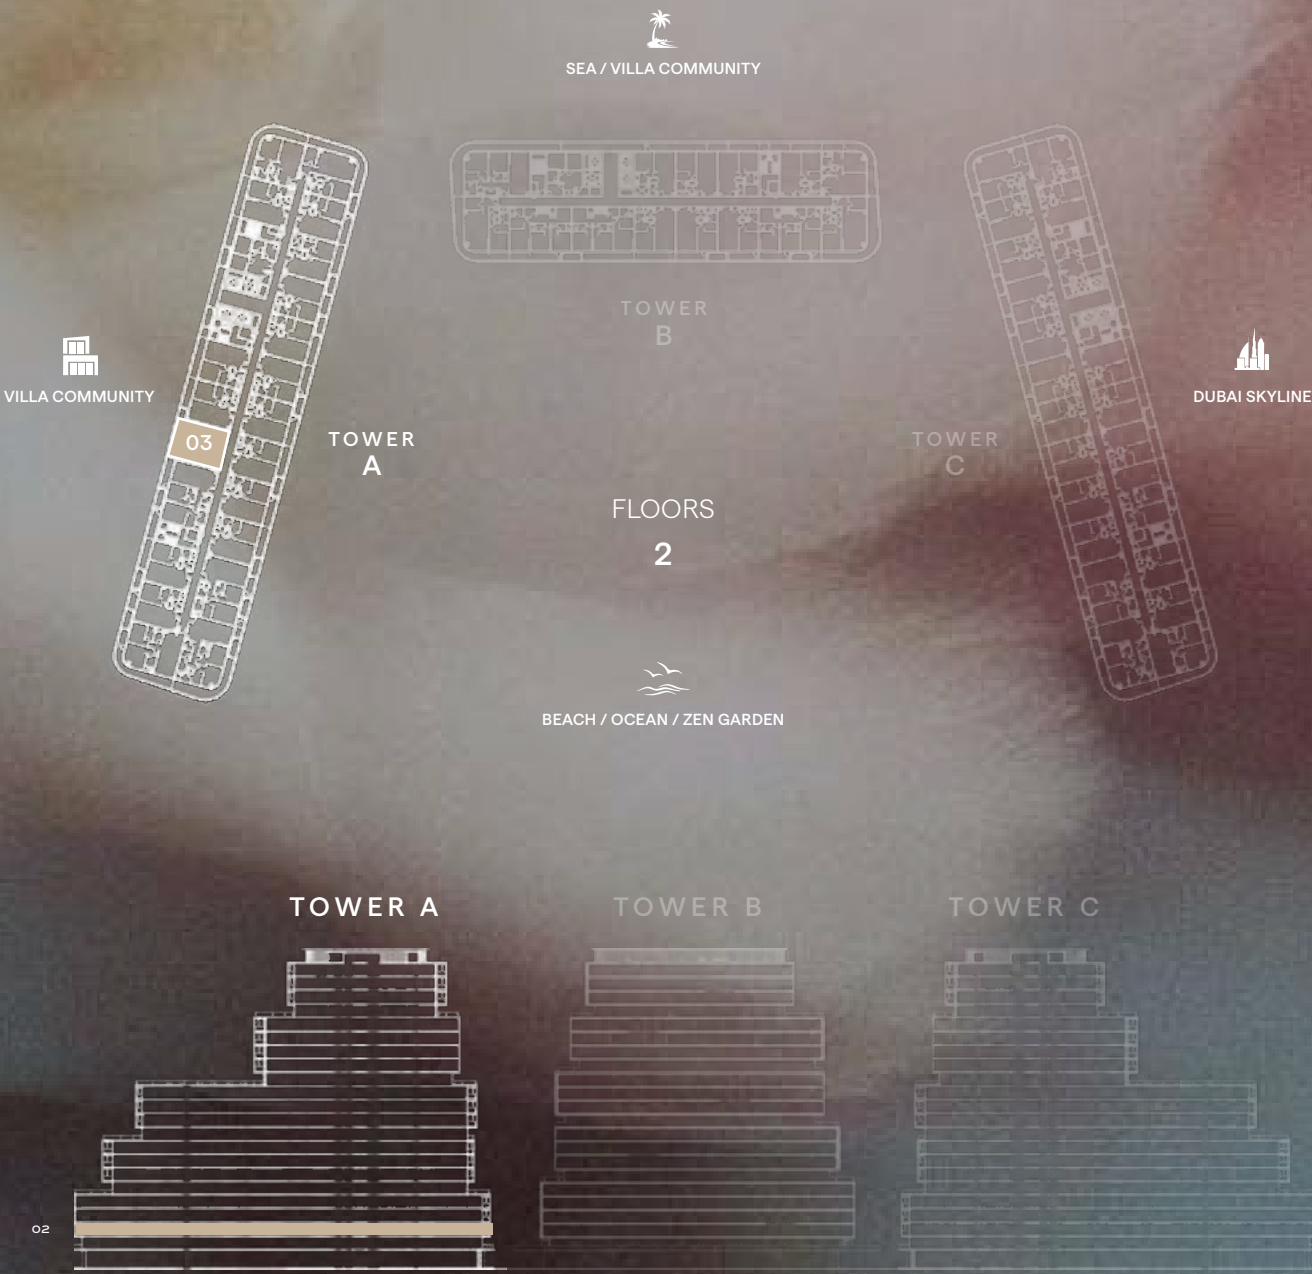 SEA / VILLA COMMUNITY
TOWER
B
VILLA COMMUNITY
DUBAI SKYLINE
03
TOWER
A
TOWER
C
FLOORS
2
BEACH / OCEAN / ZEN GARDEN
TOWER A
TOWER B
TOWER C
02